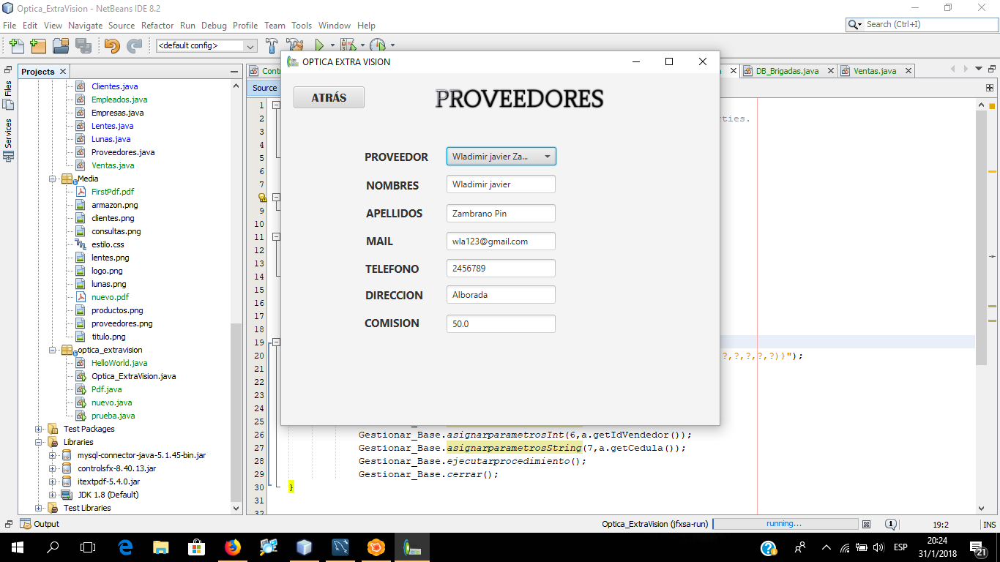 Optica_ExtraVision - NetBeans IDE 8.2
File Edit View Navigate Source Refactor Run Debug Profile Team Tools Window Help
Search (Ctrl+I)
<default config>
OPTICA EXTRA VISION
Projects
DB_Brigadas.java
Ventas.java
Files
Services
Source
Clientes.java
Empleados.java
Empresas.java
Lentes.java
Lunas.java
Proveedores.java
Ventas.java
Media
FirstPdf.pdf
armazon.png
clientes.png
consultas.png
estilo.css
lentes.png
logo.png
lunas.png
nuevo.pdf
productos.png
proveedores.png
titulo.png
optica_extravision
HelloWorld.java
Optica_ExtraVision.java
Pdf.java
nuevo.java
prueba.java
Test Packages
Libraries
mysql-connector-java-5.1.45-bin.jar
controlsfx-8.40.13.jar
itextpdf-5.4.0.jar
JDK 1.8 (Default)
Test Libraries
ATRÁS
PROVEEDORES
PROVEEDOR Wladimir javier Za...
NOMBRES Wladimir javier
APELLIDOS Zambrano Pin
MAIL wla123@gmail.com
TELEFONO 2456789
DIRECCION Alborada
COMISION 50.0
1
2 rties.
3
4
5
6
7
9
10
11
12
13
14
15
16
17
18
19
20 ?,?,?,?,?)}");
21
22
23
24
25
26 Gestionar_Base.asignarparametrosInt(6,a.getIdVendedor());
27 Gestionar_Base.asignarparametrosString(7,a.getCedula());
28 Gestionar_Base.ejecutarprocedimiento();
29 Gestionar_Base.cerrar();
30 }
31
32
Output
Optica_ExtraVision (jfxsa-run) running... 1 19:2 INS
ESP
20:24
31/1/2018
21